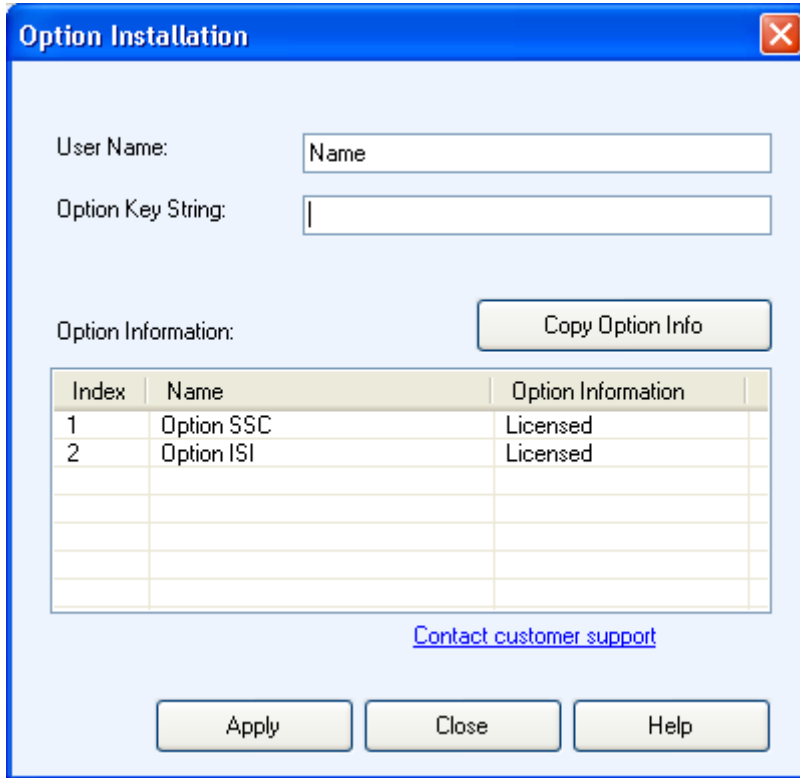 Option Installation
User Name: Name
Option Key String:
Option Information: Copy Option Info
Index Name Option Information
1 Option SSC Licensed
2 Option ISI Licensed
Contact customer support
Apply Close Help